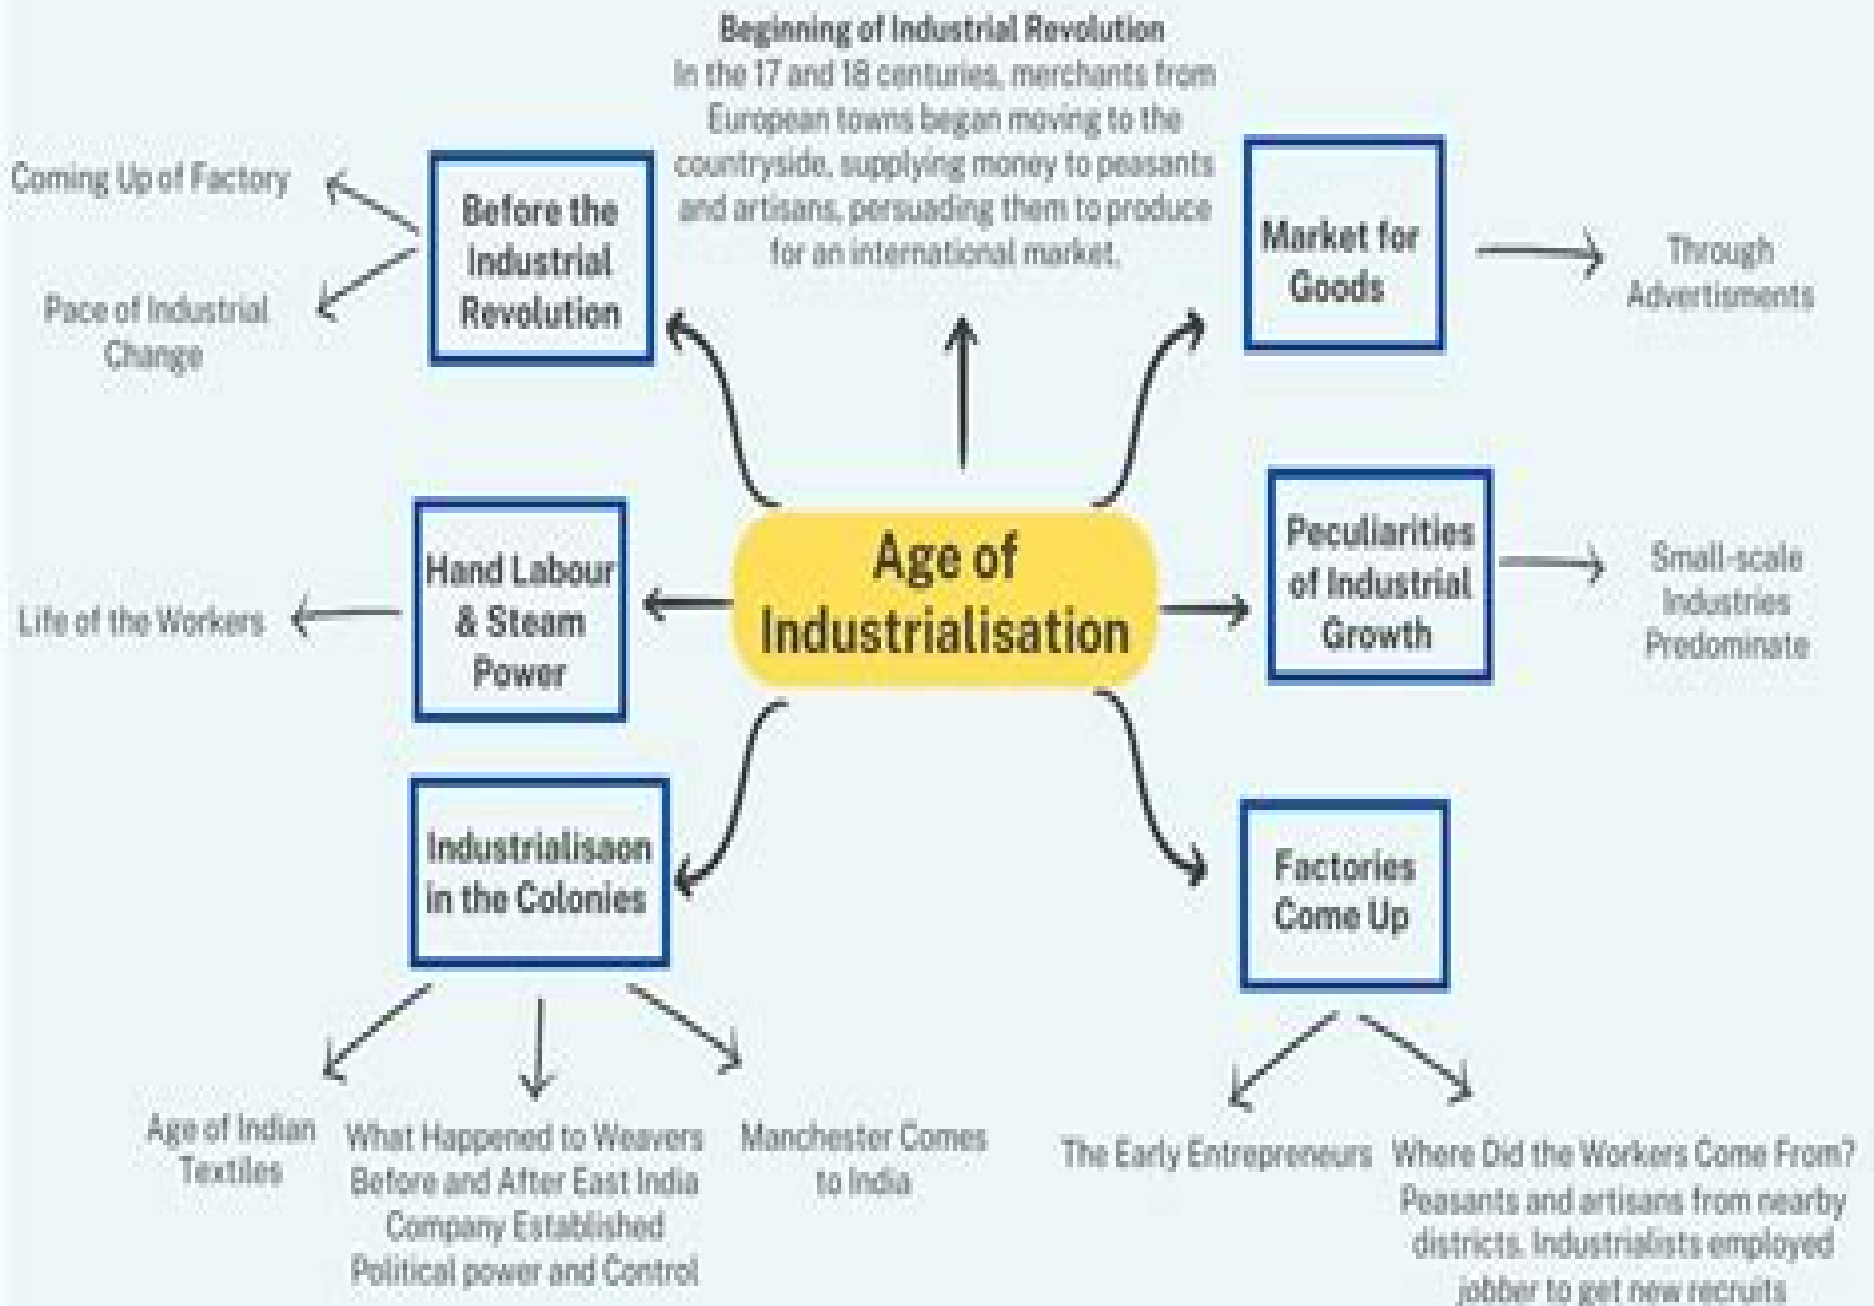 Beginning of Industrial Revolution
In the 17 and 18 centuries, merchants from
European towns began moving to the
countryside, supplying money to peasants
and artisans, persuading them to produce
for an international market.
Coming Up of Factory
Pace of Industrial
Change
Before the
Industrial
Revolution
Market for
Goods
Through
Advertisments
Life of the Workers
Hand Labour
& Steam
Power
Age of
Industrialisation
Peculiarities
of Industrial
Growth
Small-scale
Industries
Predominate
Industrialisaon
in the Colonies
Factories
Come Up
Age of Indian
Textiles
What Happened to Weavers
Before and After East India
Company Established
Political power and Control
Manchester Comes
to India
The Early Entrepreneurs
Where Did the Workers Come From?
Peasants and artisans from nearby
districts. Industrialists employed
jobber to get new recruits